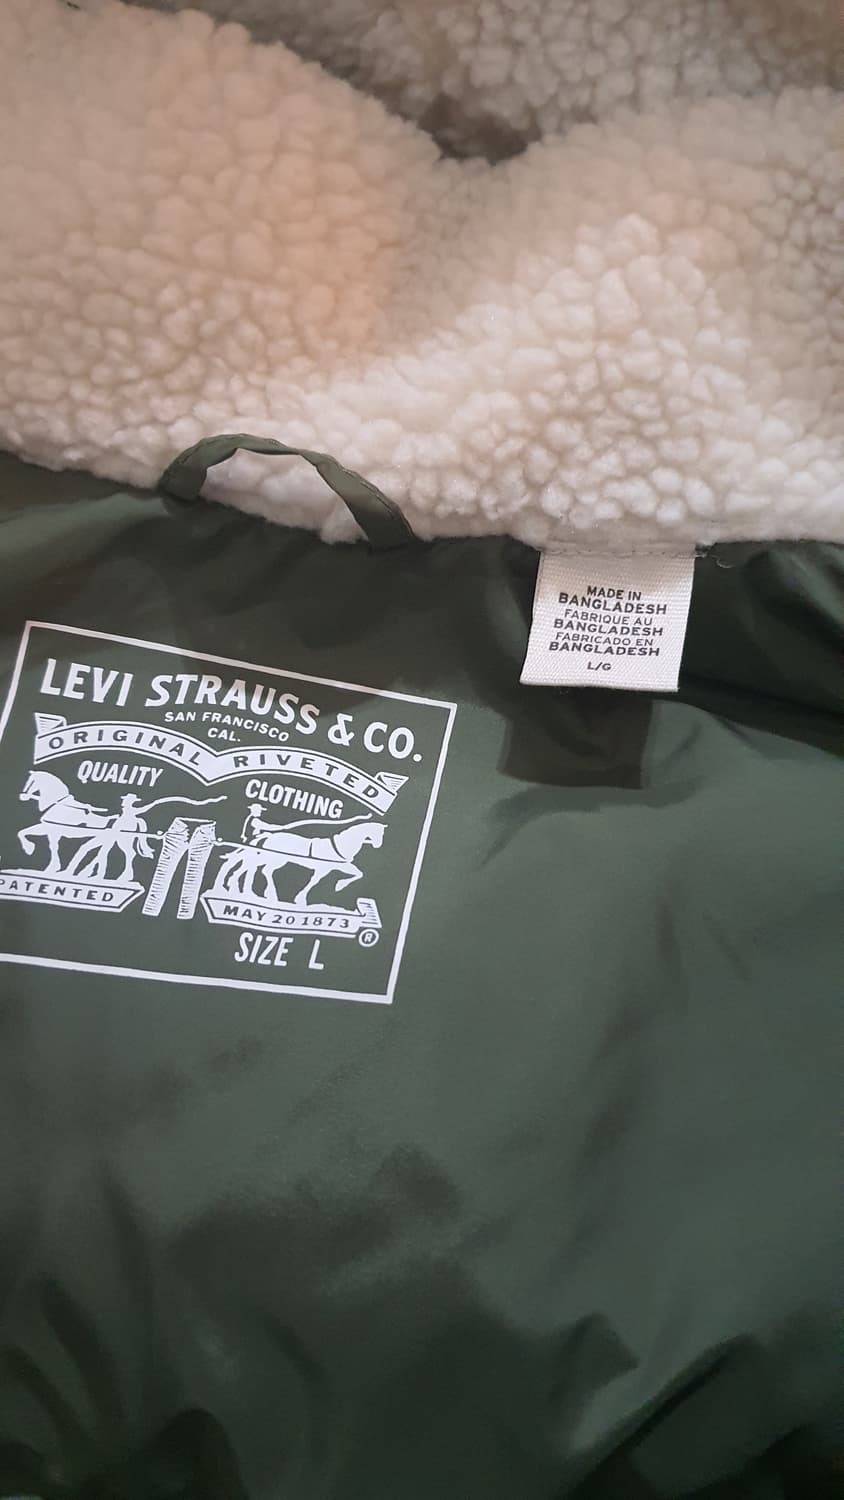 LEVI STRAUSS & CO.
SAN FRANCISCO
CAL.
ORIGINAL RIVETED
QUALITY CLOTHING
PATENTED
MAY 20 1873
®
SIZE L
MADE IN
BANGLADESH
FABRIQUE AU
BANGLADESH
FABRICADO EN
BANGLADESH
L/G